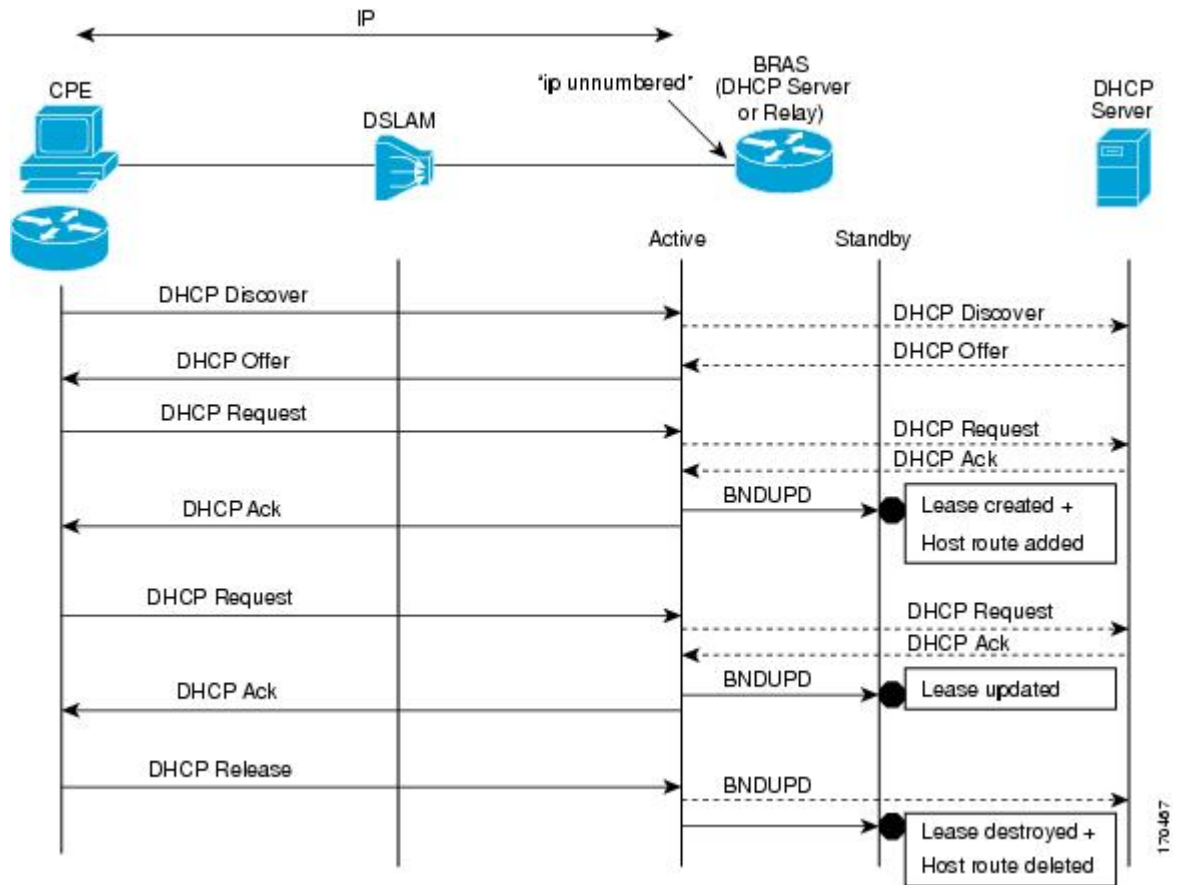 IP
"ip unnumbered"
BRAS
(DHCP Server
or Relay)
CPE
DSLAM
DHCP
Server
Active
Standby
DHCP Discover
DHCP Discover
DHCP Offer
DHCP Offer
DHCP Request
DHCP Request
DHCP Ack
BNDUPD
DHCP Ack
Lease created +
Host route added
DHCP Request
DHCP Request
DHCP Ack
BNDUPD
DHCP Ack
Lease updated
DHCP Release
BNDUPD
Lease destroyed +
Host route deleted
170467